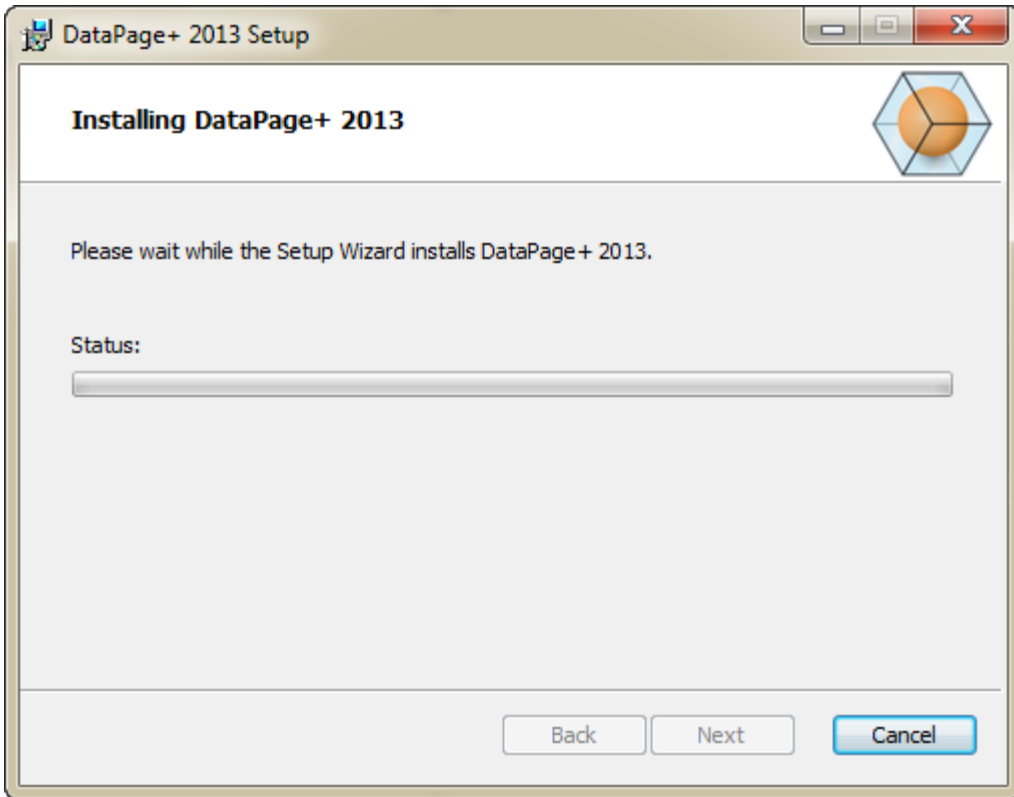 DataPage+ 2013 Setup
Installing DataPage+ 2013
Please wait while the Setup Wizard installs DataPage+ 2013.
Status:
Back Next Cancel